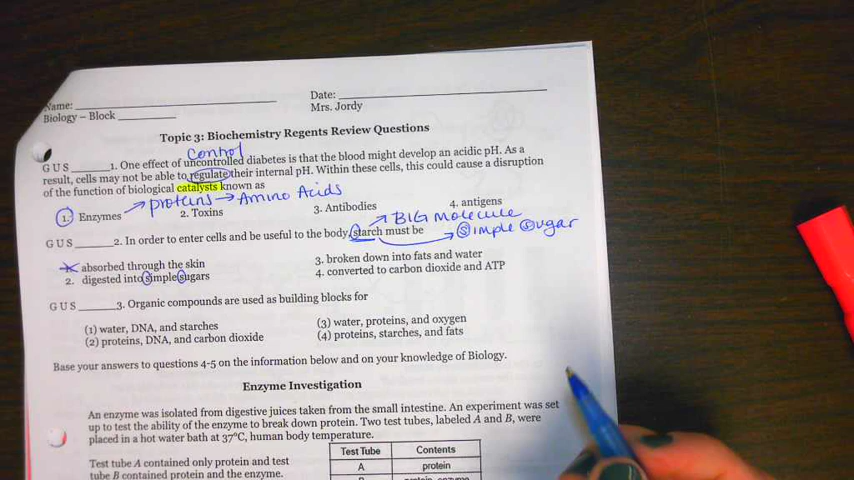 Name: ____________ Date: ____________
Biology – Block ________ Mrs. Jordy
Topic 3: Biochemistry Regents Review Questions
control
G U S ______1. One effect of uncontrolled diabetes is that the blood might develop an acidic pH. As a
result, cells may not be able to regulate their internal pH. Within these cells, this could cause a disruption
of the function of biological catalysts known as
1. Enzymes → proteins → Amino Acids
2. Toxins 3. Antibodies 4. antigens
→ BIG molecule
G U S ______2. In order to enter cells and be useful to the body, starch must be → Simple Sugar
1. absorbed through the skin 3. broken down into fats and water
2. digested into simple sugars 4. converted to carbon dioxide and ATP
G U S ______3. Organic compounds are used as building blocks for
(1) water, DNA, and starches (3) water, proteins, and oxygen
(2) proteins, DNA, and carbon dioxide (4) proteins, starches, and fats
Base your answers to questions 4-5 on the information below and on your knowledge of Biology.
Enzyme Investigation
An enzyme was isolated from digestive juices taken from the small intestine. An experiment was set
up to test the ability of the enzyme to break down protein. Two test tubes, labeled A and B, were
placed in a hot water bath at 37°C, human body temperature.
Test tube A contained only protein and test
tube B contained protein and the enzyme.
Test Tube Contents
A protein